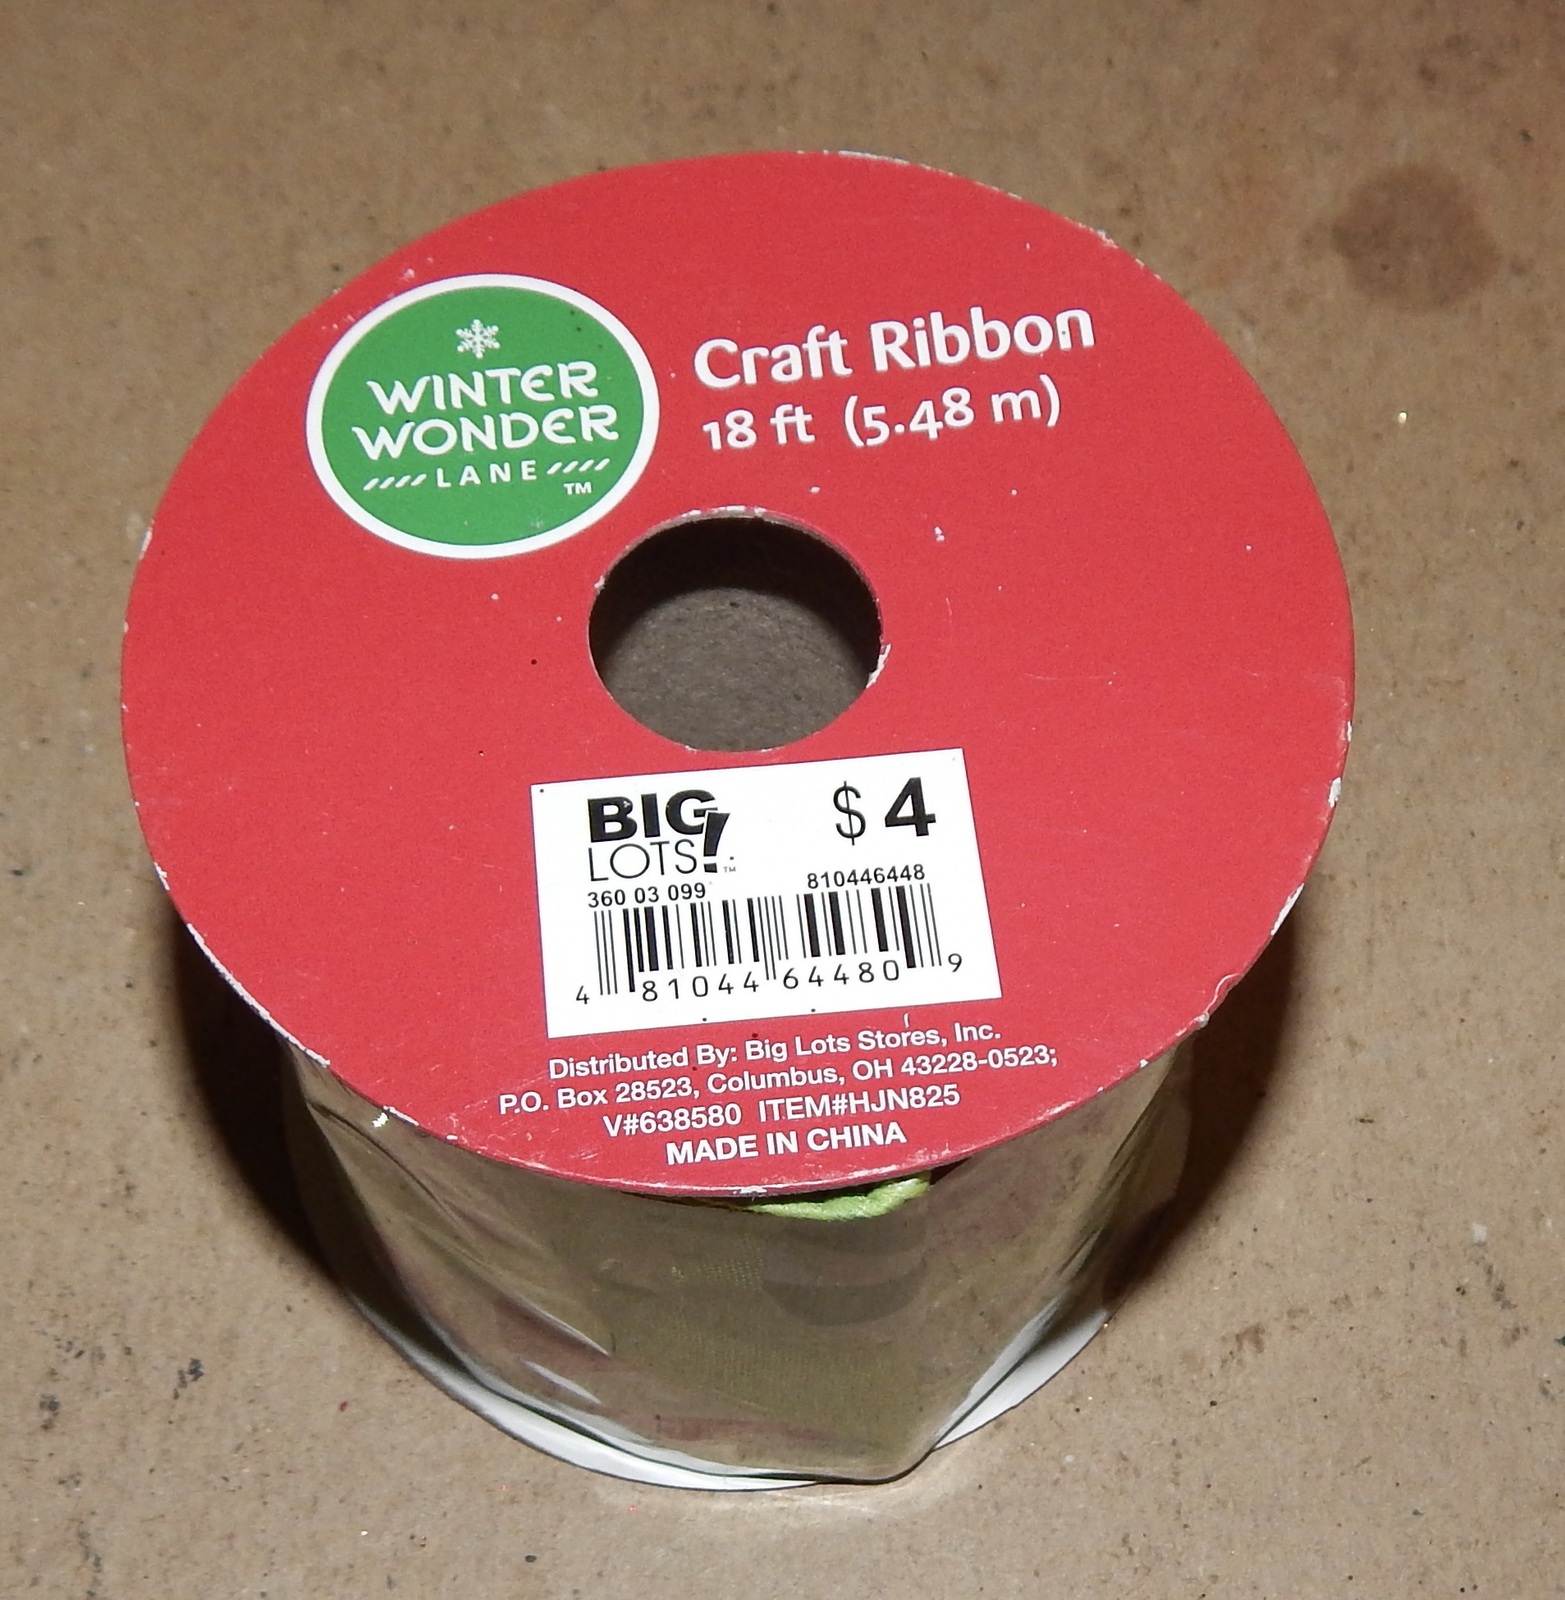 WINTER
WONDER
LANE
TM
Craft Ribbon
18 ft (5.48 m)
BIG
LOTS!™
$4
360 03 099
810446448
4 81044 64480 9
Distributed By: Big Lots Stores, Inc.
P.O. Box 28523, Columbus, OH 43228-0523;
V#638580 ITEM#HJN825
MADE IN CHINA